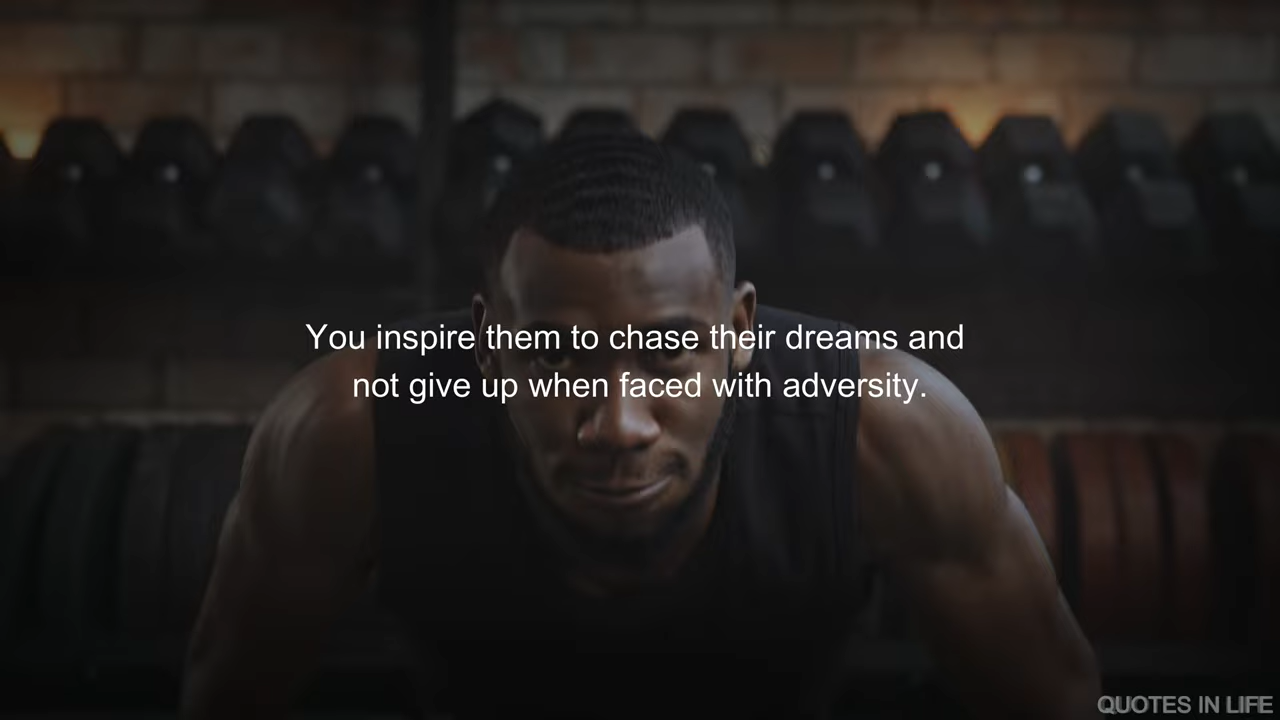 You inspire them to chase their dreams and
not give up when faced with adversity.
QUOTES IN LIFE